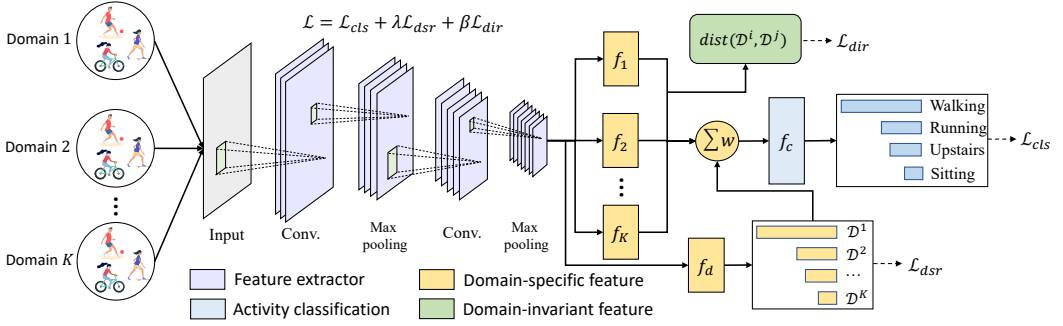 ℒ = ℒ_cls + λℒ_dsr + βℒ_dir
Domain 1
Domain 2
Domain K
Input
Conv.
Max
pooling
Conv.
Max
pooling
f_1
f_2
f_K
f_d
dist(𝒟^i, 𝒟^j)
ℒ_dir
∑w
f_c
Walking
Running
Upstairs
Sitting
ℒ_cls
𝒟^1
𝒟^2
...
𝒟^K
ℒ_dsr
Feature extractor
Domain-specific feature
Activity classification
Domain-invariant feature